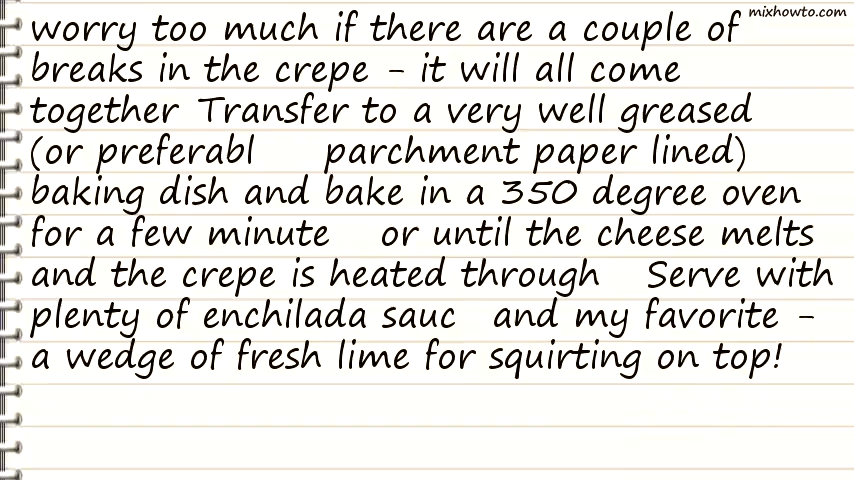 mixhowto.com
worry too much if there are a couple of
breaks in the crepe - it will all come
together Transfer to a very well greased
(or preferabl parchment paper lined)
baking dish and bake in a 350 degree oven
for a few minute or until the cheese melts
and the crepe is heated through Serve with
plenty of enchilada sauc and my favorite -
a wedge of fresh lime for squirting on top!